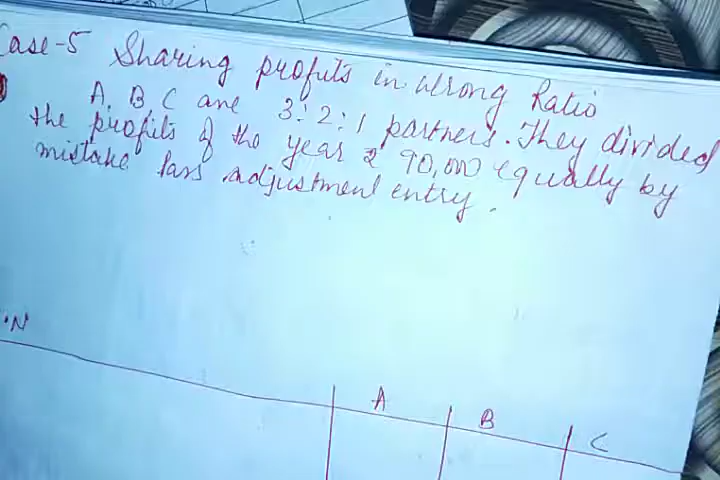 Case-5 Sharing profits in wrong Ratio
A, B, C are 3:2:1 partners. They divided
the profits of the year ₹ 90,000 equally by
mistake Pass adjustment entry.
"N"
A B C